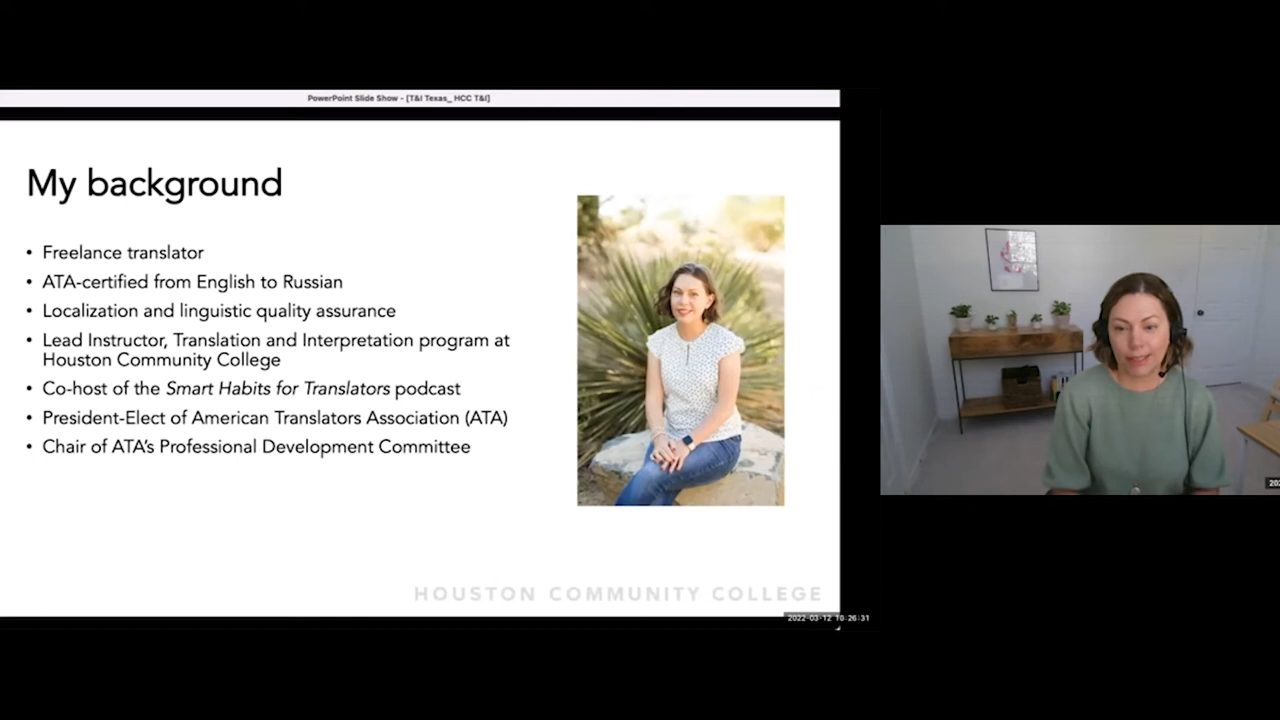 PowerPoint Slide Show - [T&I Texas_ HCC T&I]
My background
• Freelance translator
• ATA-certified from English to Russian
• Localization and linguistic quality assurance
• Lead Instructor, Translation and Interpretation program at
Houston Community College
• Co-host of the Smart Habits for Translators podcast
• President-Elect of American Translators Association (ATA)
• Chair of ATA's Professional Development Committee
HOUSTON COMMUNITY COLLEGE
2022-03-12 10:26:31
202